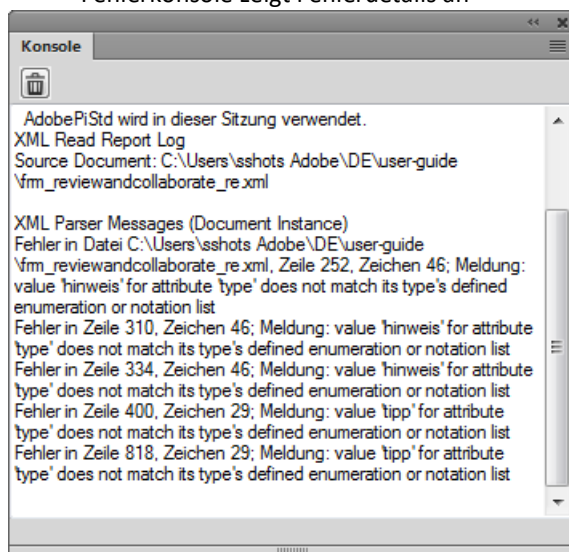 Fehlerkonsole zeigt Fehlerdetails an
Konsole
AdobePiStd wird in dieser Sitzung verwendet.
XML Read Report Log
Source Document: C:\Users\sshots Adobe\DE\user-guide
\frm_reviewandcollaborate_re.xml
XML Parser Messages (Document Instance)
Fehler in Datei C:\Users\sshots Adobe\DE\user-guide
\frm_reviewandcollaborate_re.xml, Zeile 252, Zeichen 46; Meldung:
value 'hinweis' for attribute 'type' does not match its type's defined
enumeration or notation list
Fehler in Zeile 310, Zeichen 46; Meldung: value 'hinweis' for attribute
'type' does not match its type's defined enumeration or notation list
Fehler in Zeile 334, Zeichen 46; Meldung: value 'hinweis' for attribute
'type' does not match its type's defined enumeration or notation list
Fehler in Zeile 400, Zeichen 29; Meldung: value 'tipp' for attribute
'type' does not match its type's defined enumeration or notation list
Fehler in Zeile 818, Zeichen 29; Meldung: value 'tipp' for attribute
'type' does not match its type's defined enumeration or notation list